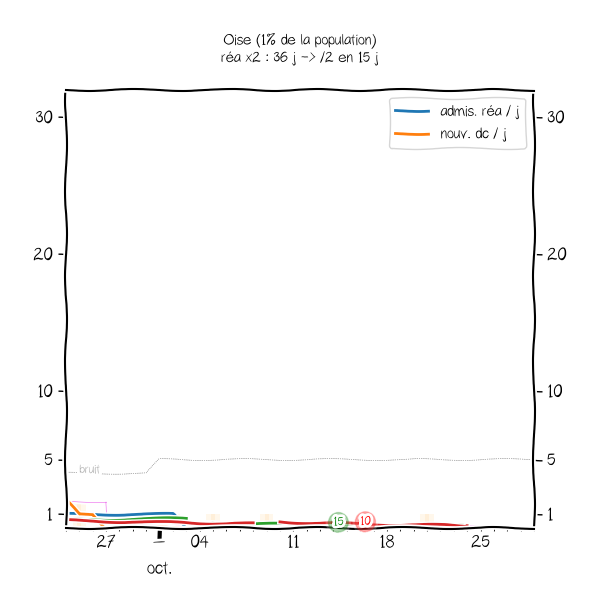 Oise (1% de la population)
réa x2 : 36 j -> /2 en 15 j
admis. réa / j
nouv. dc / j
30 30
20 20
10 10
5 5
bruit
1 1
15 10
27 04 11 18 25
oct.